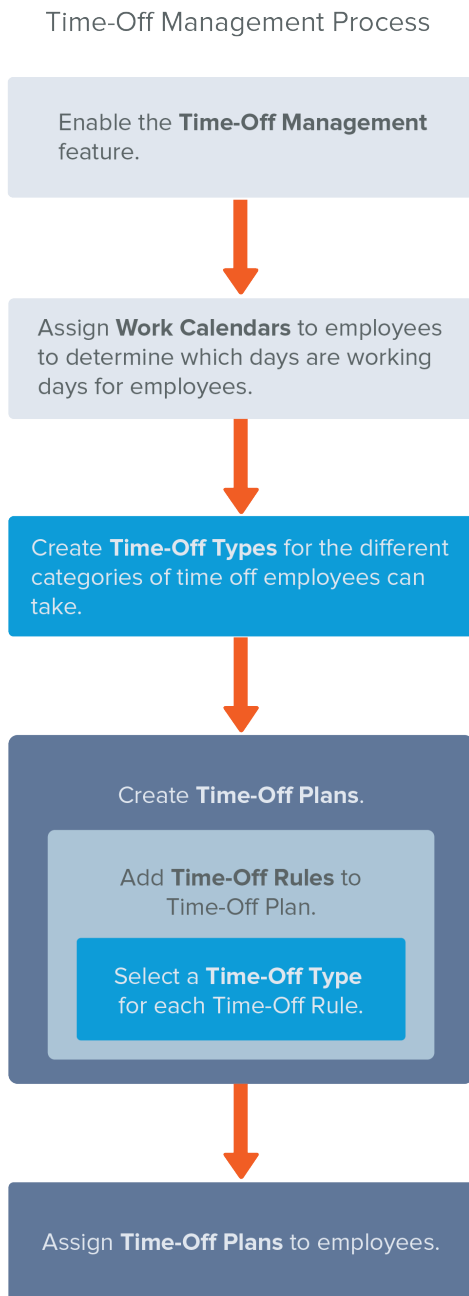 Time-Off Management Process
Enable the Time-Off Management
feature.
Assign Work Calendars to employees
to determine which days are working
days for employees.
Create Time-Off Types for the different
categories of time off employees can
take.
Create Time-Off Plans.
Add Time-Off Rules to
Time-Off Plan.
Select a Time-Off Type
for each Time-Off Rule.
Assign Time-Off Plans to employees.